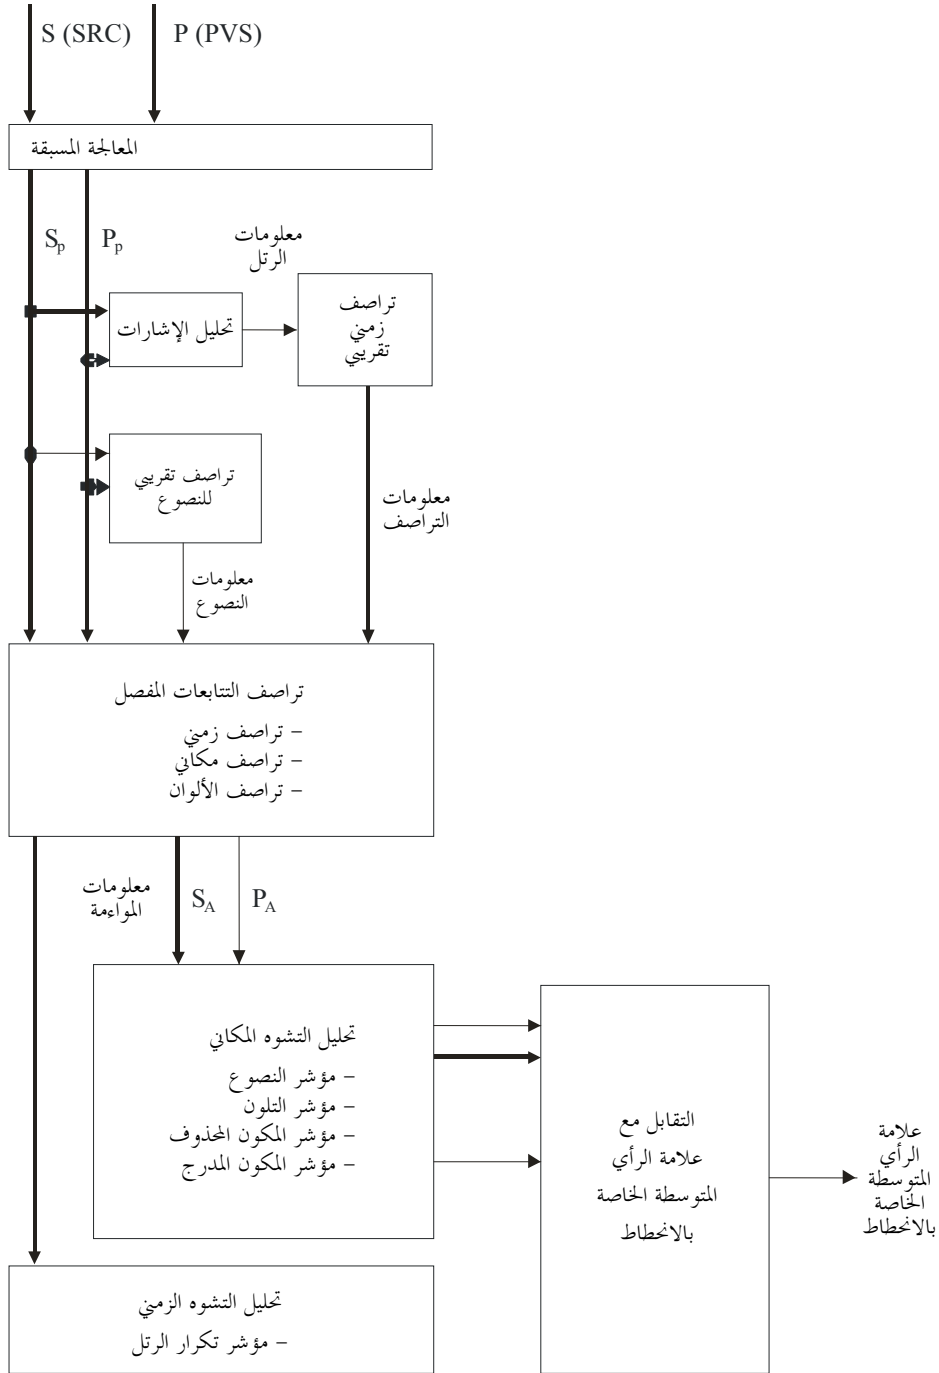 S (SRC)
P (PVS)
المعالجة المسبقة
Sp
Pp
معلومات
الرتل
تحليل الإشارات
تراصف
زمني
تقريبي
تراصف تقريبي
للنصوع
معلومات
التراصف
معلومات
النصوع
تراصف التتابعات المفصل
– تراصف زمني
– تراصف مكاني
– تراصف الألوان
معلومات
المواءمة
SA
PA
تحليل التشوه المكاني
– مؤشر النصوع
– مؤشر التلون
– مؤشر المكون المحذوف
– مؤشر المكون المدرج
التقابل مع
علامة الرأي
المتوسطة الخاصة
بالانحطاط
علامة
الرأي
المتوسطة
الخاصة
بالانحطاط
تحليل التشوه الزمني
– مؤشر تكرار الرتل